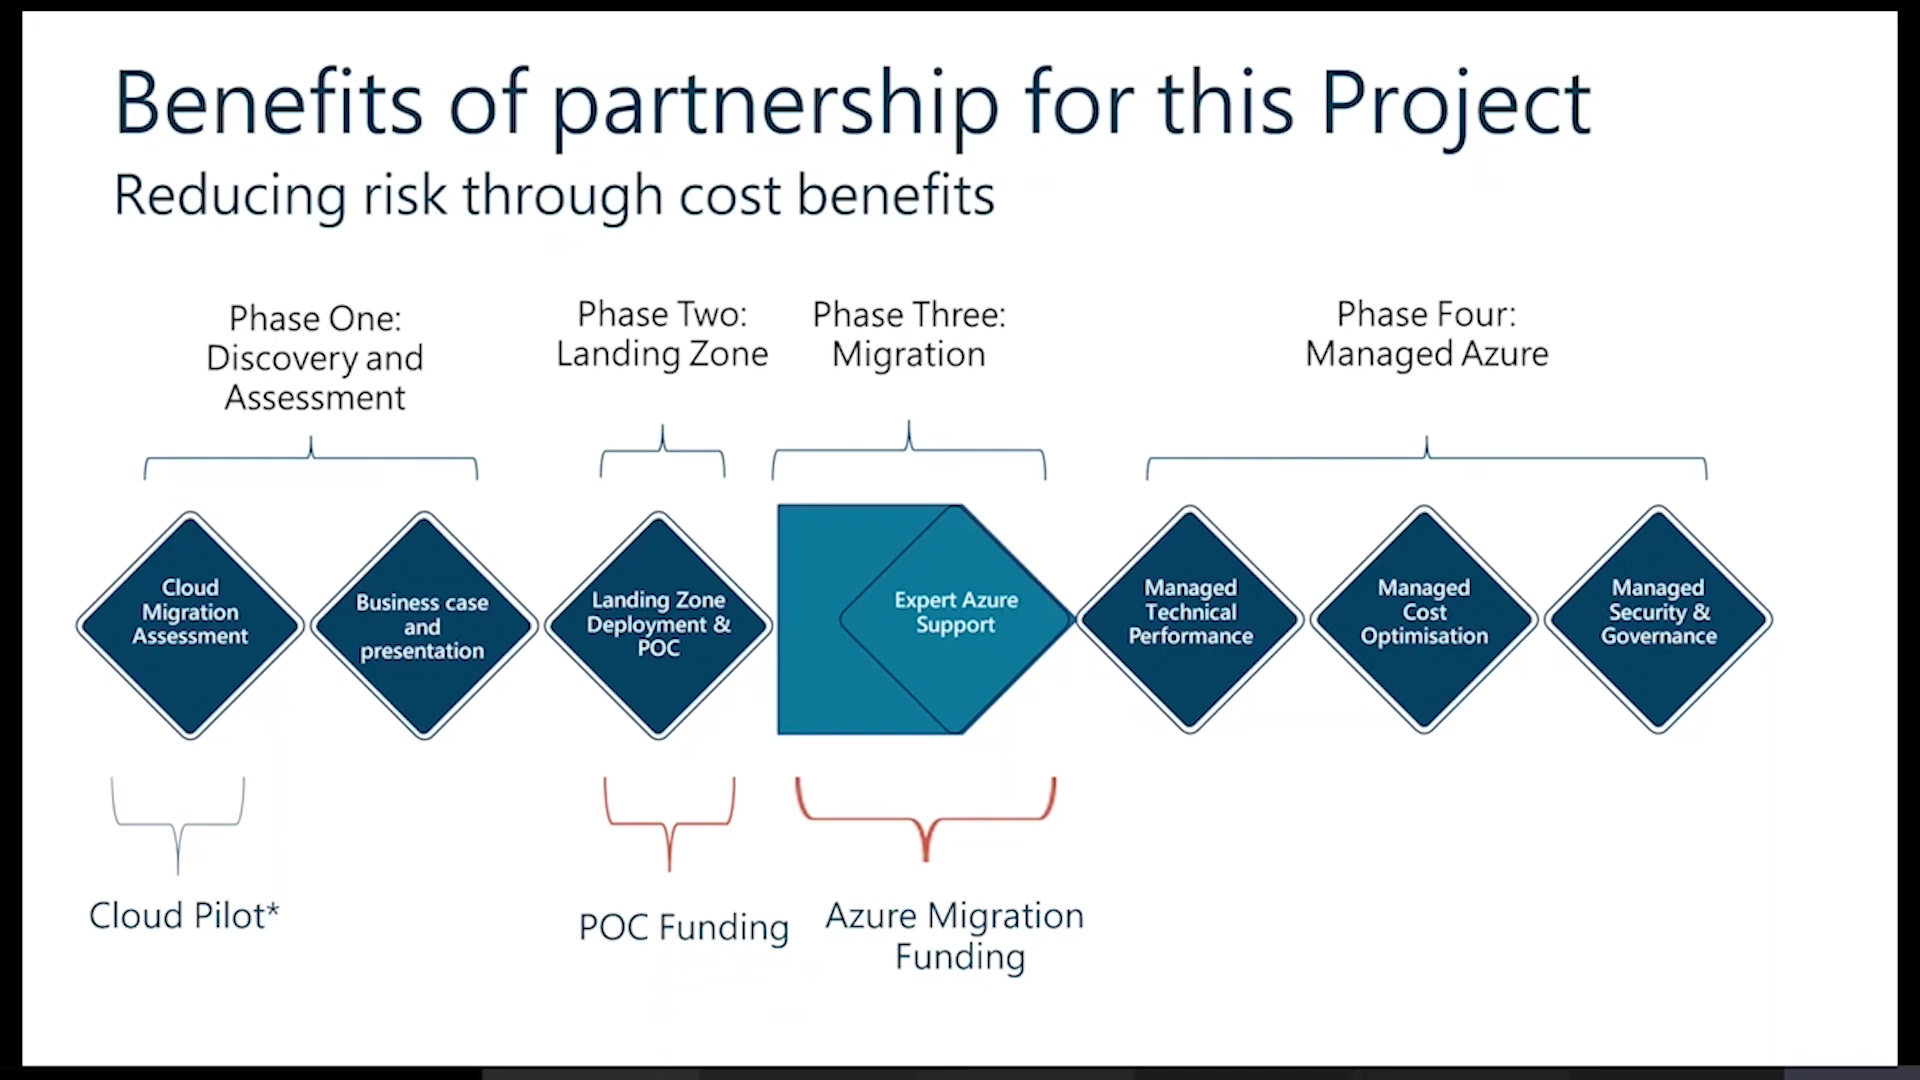 Benefits of partnership for this Project
Reducing risk through cost benefits
Phase One:
Discovery and
Assessment
Phase Two:
Landing Zone
Phase Three:
Migration
Phase Four:
Managed Azure
Cloud
Migration
Assessment
Business case
and
presentation
Landing Zone
Deployment &
POC
Expert Azure
Support
Managed
Technical
Performance
Managed
Cost
Optimisation
Managed
Security &
Governance
Cloud Pilot*
POC Funding
Azure Migration
Funding